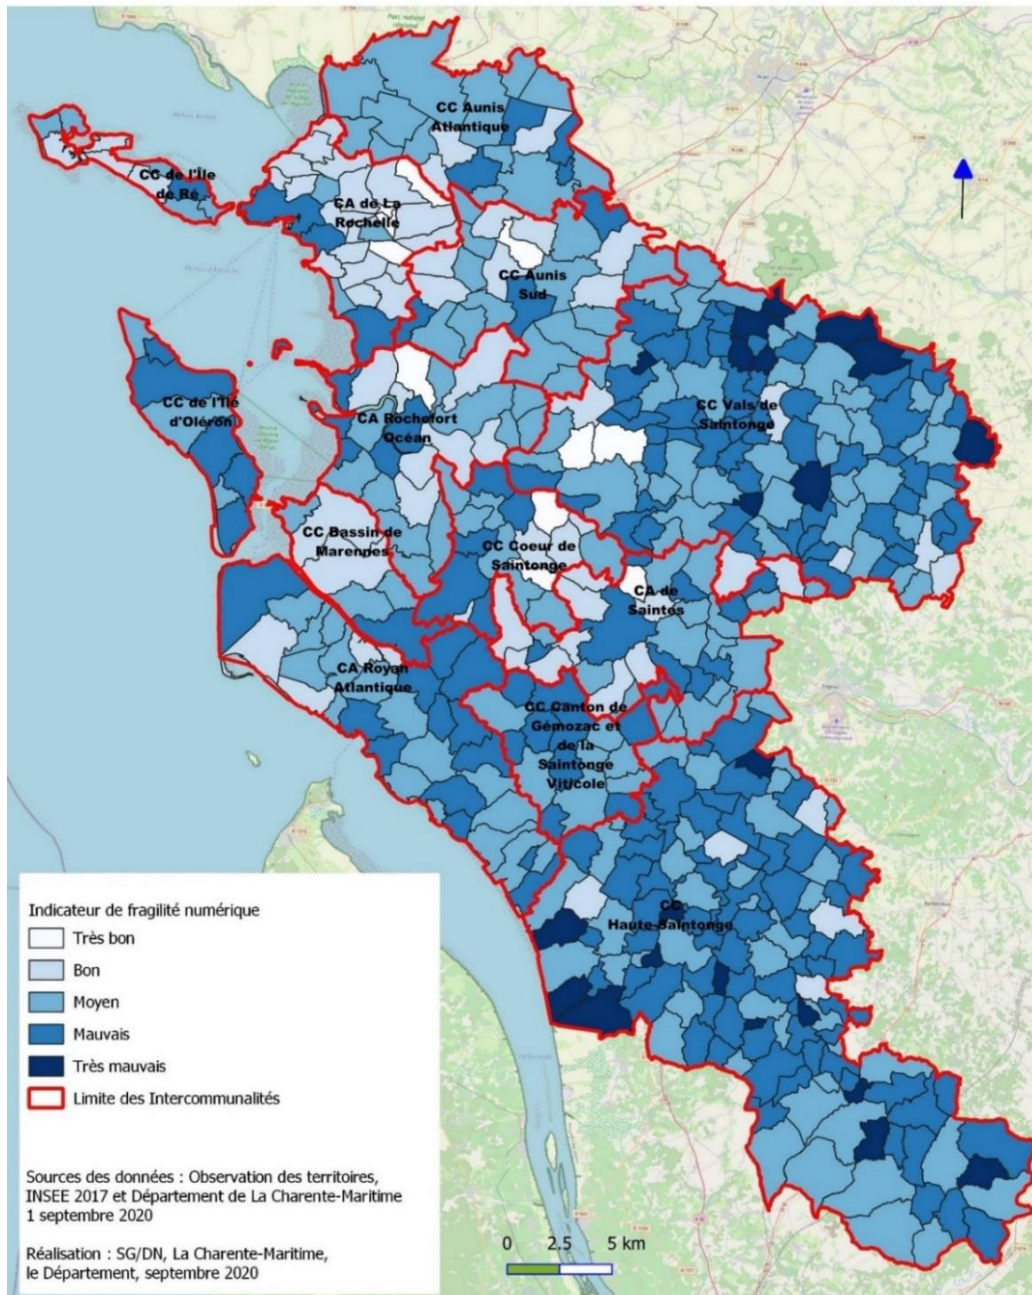 CC Aunis
Atlantique
CC de l'Île
de Ré
CA de La
Rochelle
CC Aunis
Sud
CC de l'Île
d'Oléron
CA Rochefort
Océan
CC Vals de
Saintonge
CC Bassin de
Marennes
CC Coeur de
Saintonge
CA de
Saintes
CA Royan
Atlantique
CC Canton de
Gémozac et
de la
Saintonge
Viticole
CC
Haute-Saintonge
Indicateur de fragilité numérique
Très bon
Bon
Moyen
Mauvais
Très mauvais
Limite des Intercommunalités
Sources des données : Observation des territoires,
INSEE 2017 et Département de La Charente-Maritime
1 septembre 2020
Réalisation : SG/DN, La Charente-Maritime,
le Département, septembre 2020
0 2.5 5 km